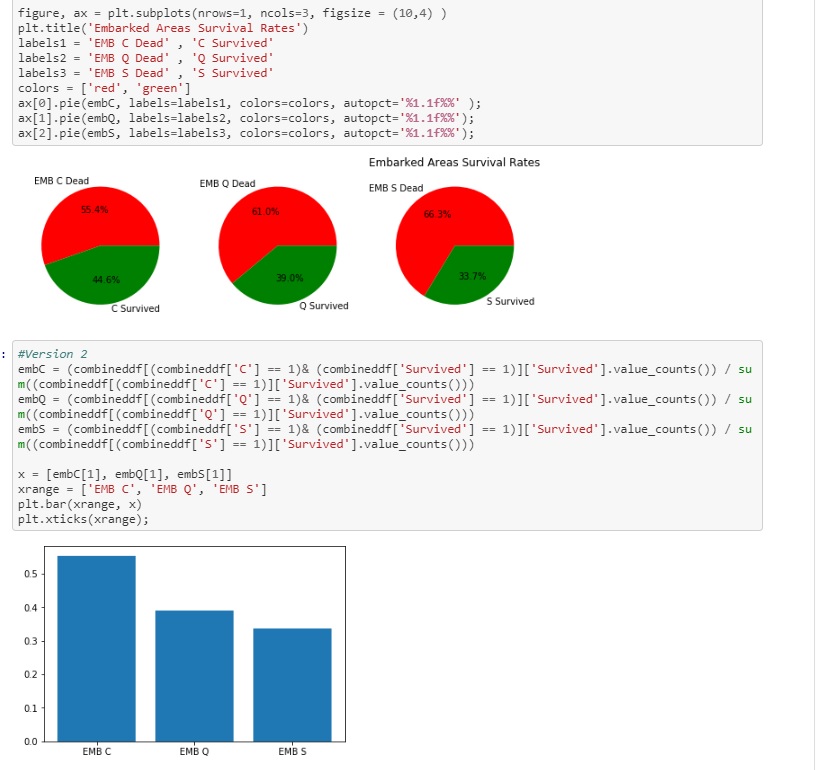 figure, ax = plt.subplots(nrows=1, ncols=3, figsize = (10,4) )
plt.title('Embarked Areas Survival Rates')
labels1 = 'EMB C Dead' , 'C Survived'
labels2 = 'EMB Q Dead' , 'Q Survived'
labels3 = 'EMB S Dead' , 'S Survived'
colors = ['red', 'green']
ax[0].pie(embC, labels=labels1, colors=colors, autopct='%1.1f%%' );
ax[1].pie(embQ, labels=labels2, colors=colors, autopct='%1.1f%%');
ax[2].pie(embS, labels=labels3, colors=colors, autopct='%1.1f%%');
Embarked Areas Survival Rates
EMB C Dead
55.4%
44.6%
C Survived
EMB Q Dead
61.0%
39.0%
Q Survived
EMB S Dead
66.3%
33.7%
S Survived
:
#Version 2
embC = (combineddf[(combineddf['C'] == 1)& (combineddf['Survived'] == 1)]['Survived'].value_counts()) / su
m((combineddf[(combineddf['C'] == 1)]['Survived'].value_counts()))
embQ = (combineddf[(combineddf['Q'] == 1)& (combineddf['Survived'] == 1)]['Survived'].value_counts()) / su
m((combineddf[(combineddf['Q'] == 1)]['Survived'].value_counts()))
embS = (combineddf[(combineddf['S'] == 1)& (combineddf['Survived'] == 1)]['Survived'].value_counts()) / su
m((combineddf[(combineddf['S'] == 1)]['Survived'].value_counts()))
x = [embC[1], embQ[1], embS[1]]
xrange = ['EMB C', 'EMB Q', 'EMB S']
plt.bar(xrange, x)
plt.xticks(xrange);
0.5
0.4
0.3
0.2
0.1
0.0
EMB C EMB Q EMB S